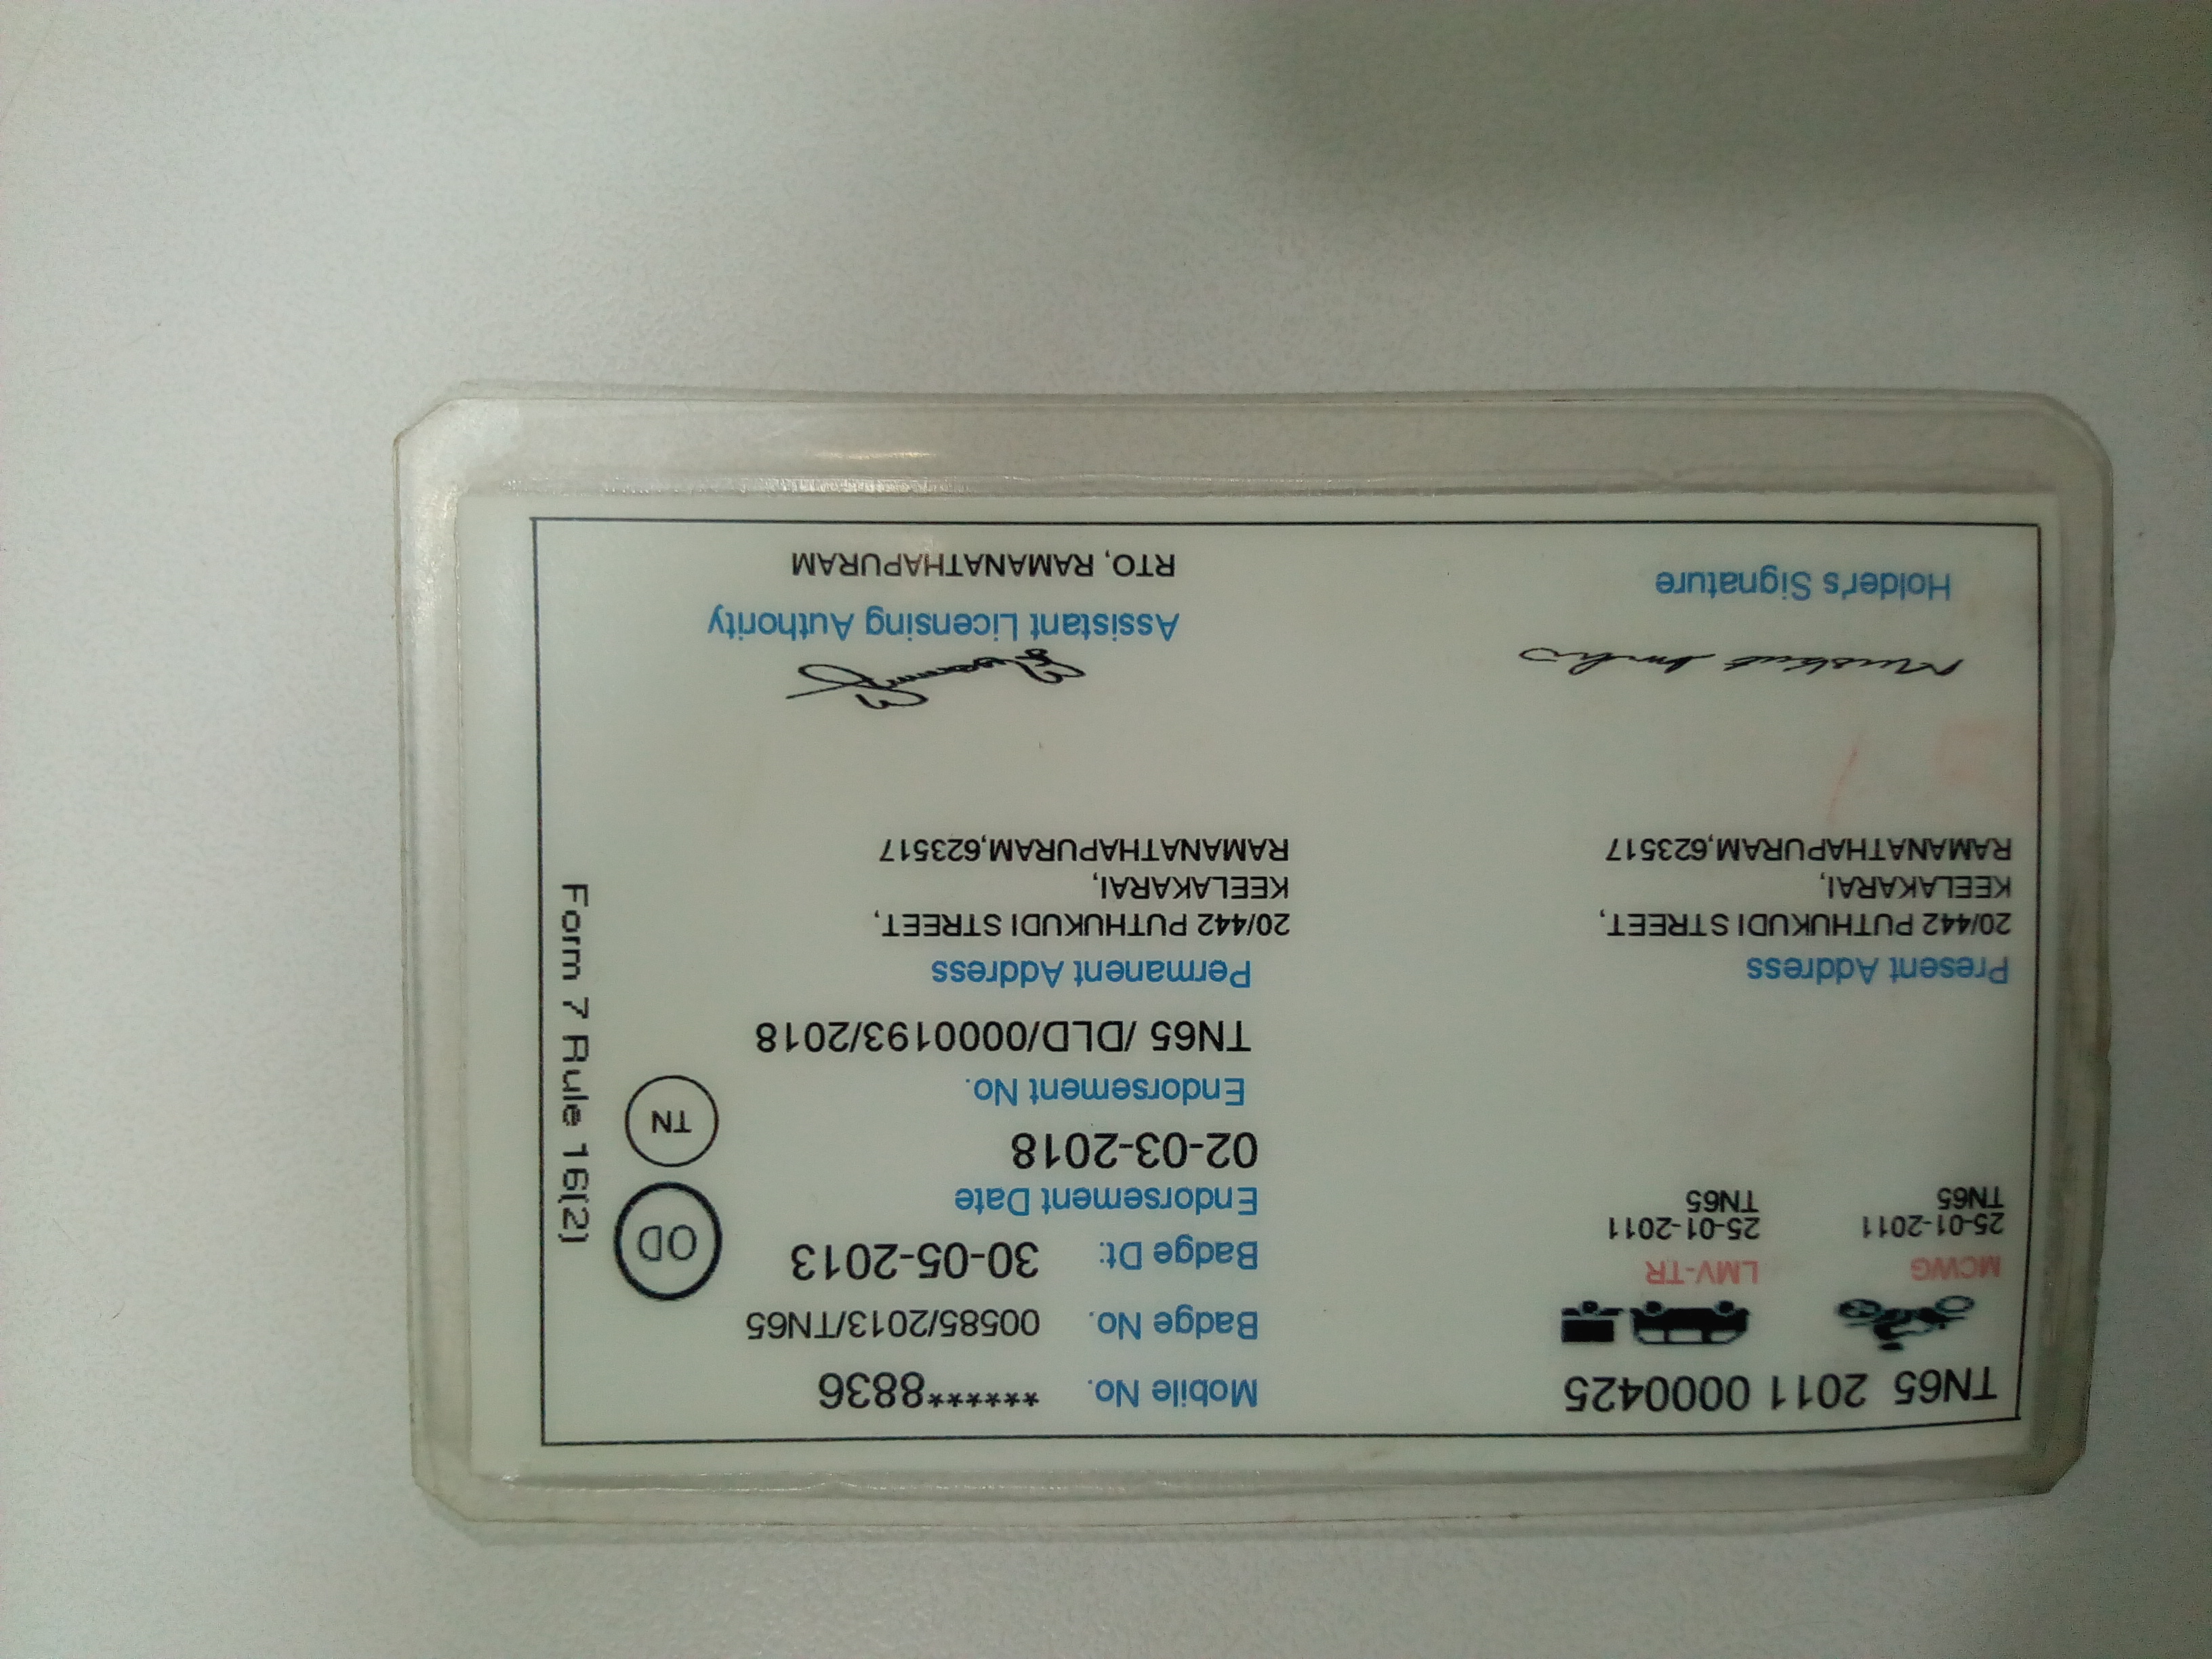 TN65 2011 0000425
MCWG
25-01-2011
TN65
LMV-TR
25-01-2011
TN65
Mobile No. ******8836
Badge No. 00585/2013/TN65
Badge Dt: 30-05-2013
Endorsement Date
02-03-2018
Endorsement No.
TN65 /DLD/0000193/2018
OD
TN
Form 7 Rule 16(2)
Present Address
20/442 PUTHUKUDI STREET,
KEELAKARAI,
RAMANATHAPURAM,623517
Permanent Address
20/442 PUTHUKUDI STREET,
KEELAKARAI,
RAMANATHAPURAM,623517
Holder's Signature
Assistant Licensing Authority
RTO, RAMANATHAPURAM